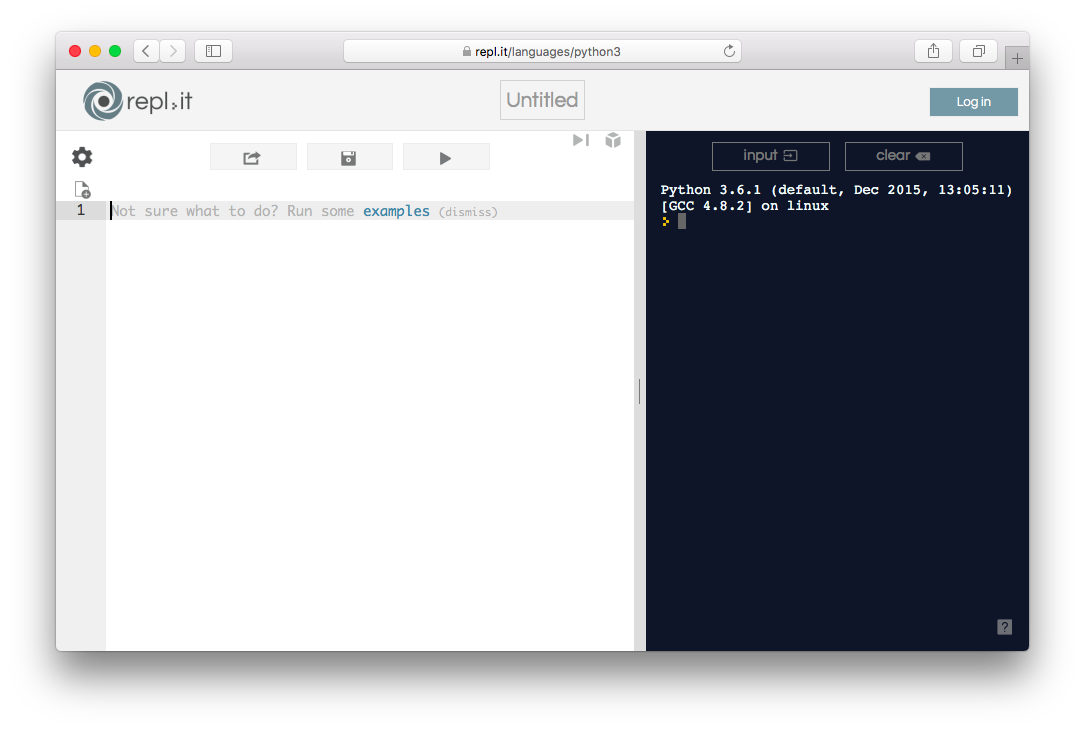 repl.it/languages/python3
repl.it
Untitled
Log in
input
clear
1 Not sure what to do? Run some examples (dismiss)
Python 3.6.1 (default, Dec 2015, 13:05:11)
[GCC 4.8.2] on linux
>
?